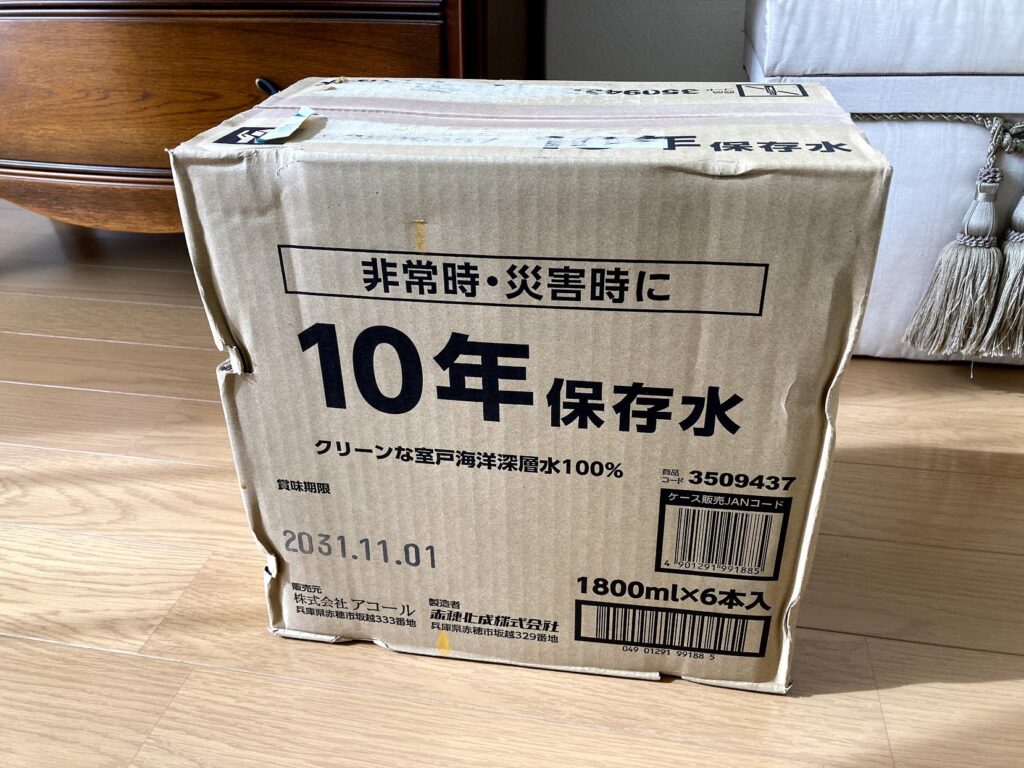 3509437
10年 保存水
非常時・災害時に
10年 保存水
クリーンな室戸海洋深層水100%
商品コード 3509437
賞味期限
ケース販売JANコード
4 901291 991885
2031.11.01
1800ml×6本入
販売元
株式会社 アコール
兵庫県赤穂市坂越333番地
製造者
赤穂化成株式会社
兵庫県赤穂市坂越329番地
049 01291 99188 5